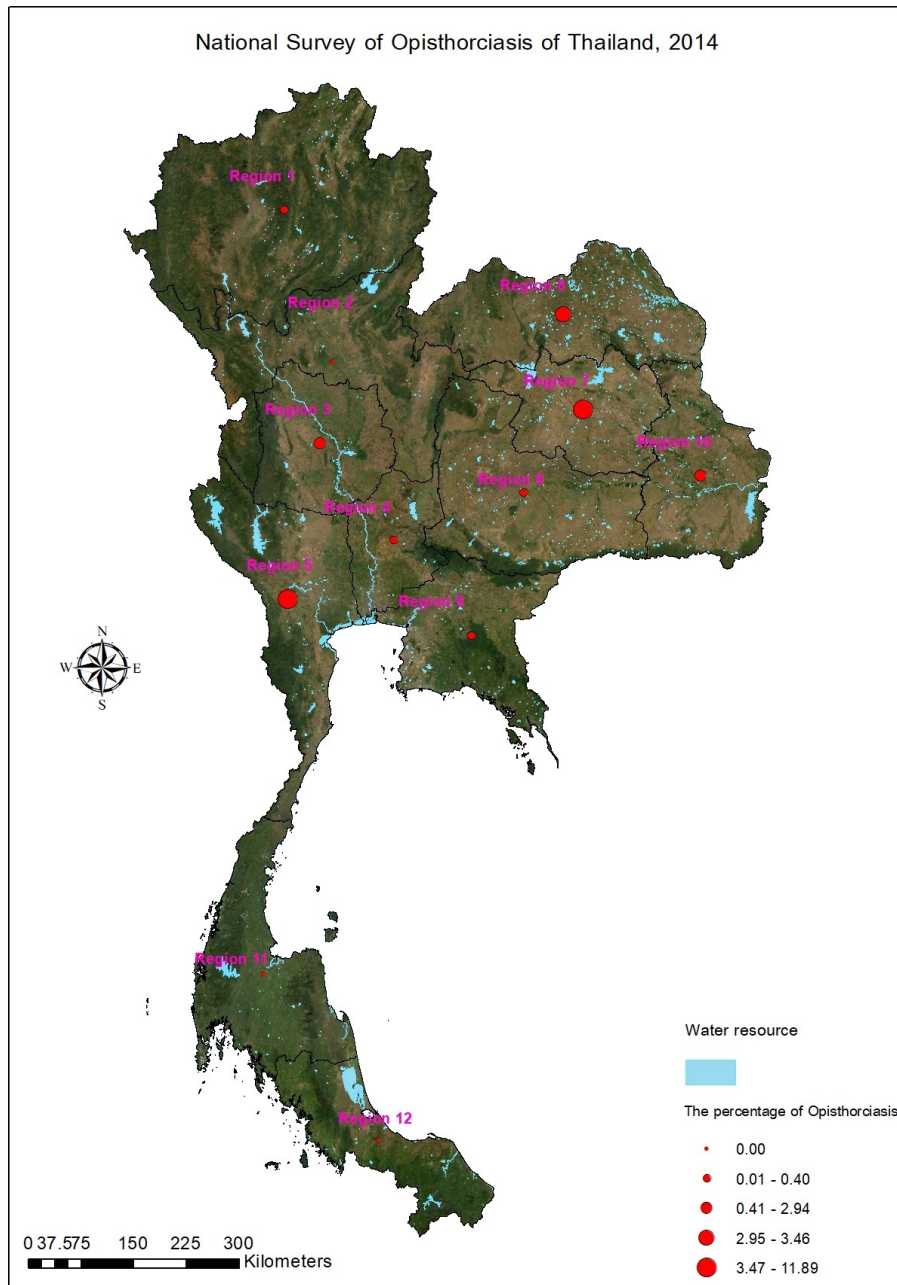 National Survey of Opisthorciasis of Thailand, 2014
Region 1
Region 8
Region 2
Region 7
Region 3
Region 10
Region 9
Region 4
Region 5
Region 6
N
W
E
S
Region 11
Region 12
Water resource
The percentage of Opisthorciasis
0.00
0.01 - 0.40
0.41 - 2.94
2.95 - 3.46
3.47 - 11.89
0 37.575 150 225 300
Kilometers